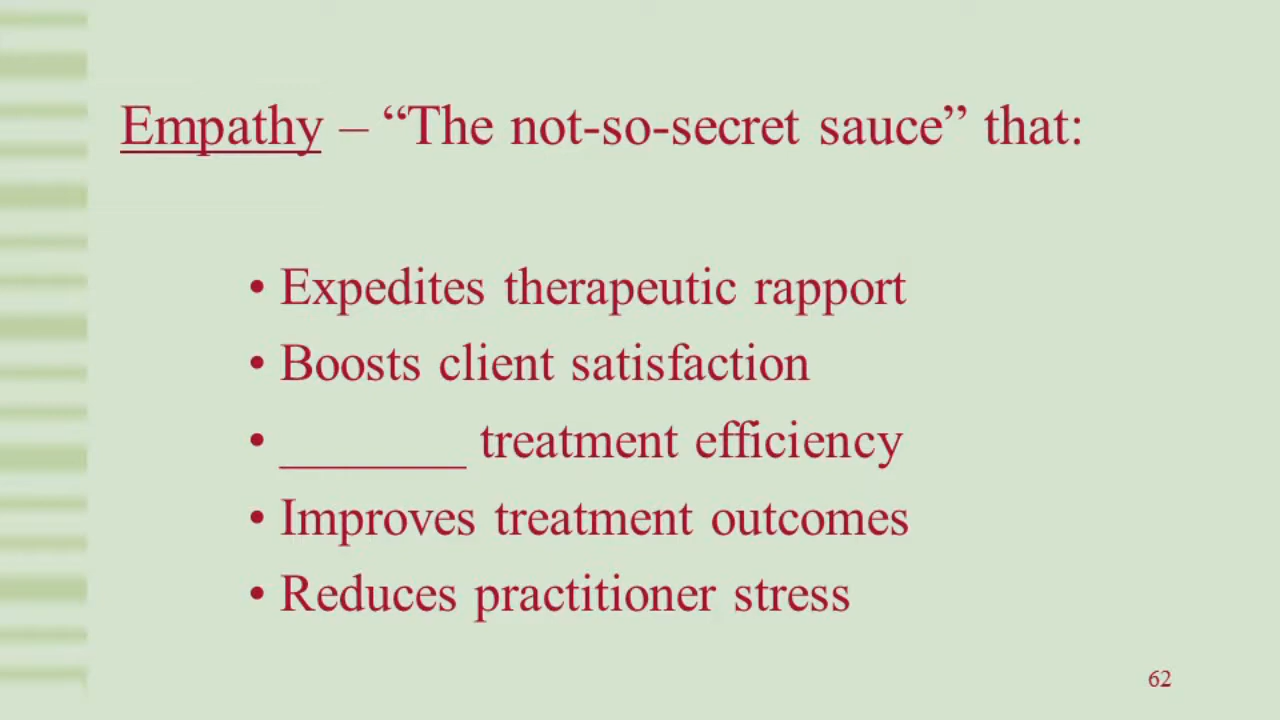 Empathy – “The not-so-secret sauce” that:
• Expedites therapeutic rapport
• Boosts client satisfaction
• _______ treatment efficiency
• Improves treatment outcomes
• Reduces practitioner stress
62